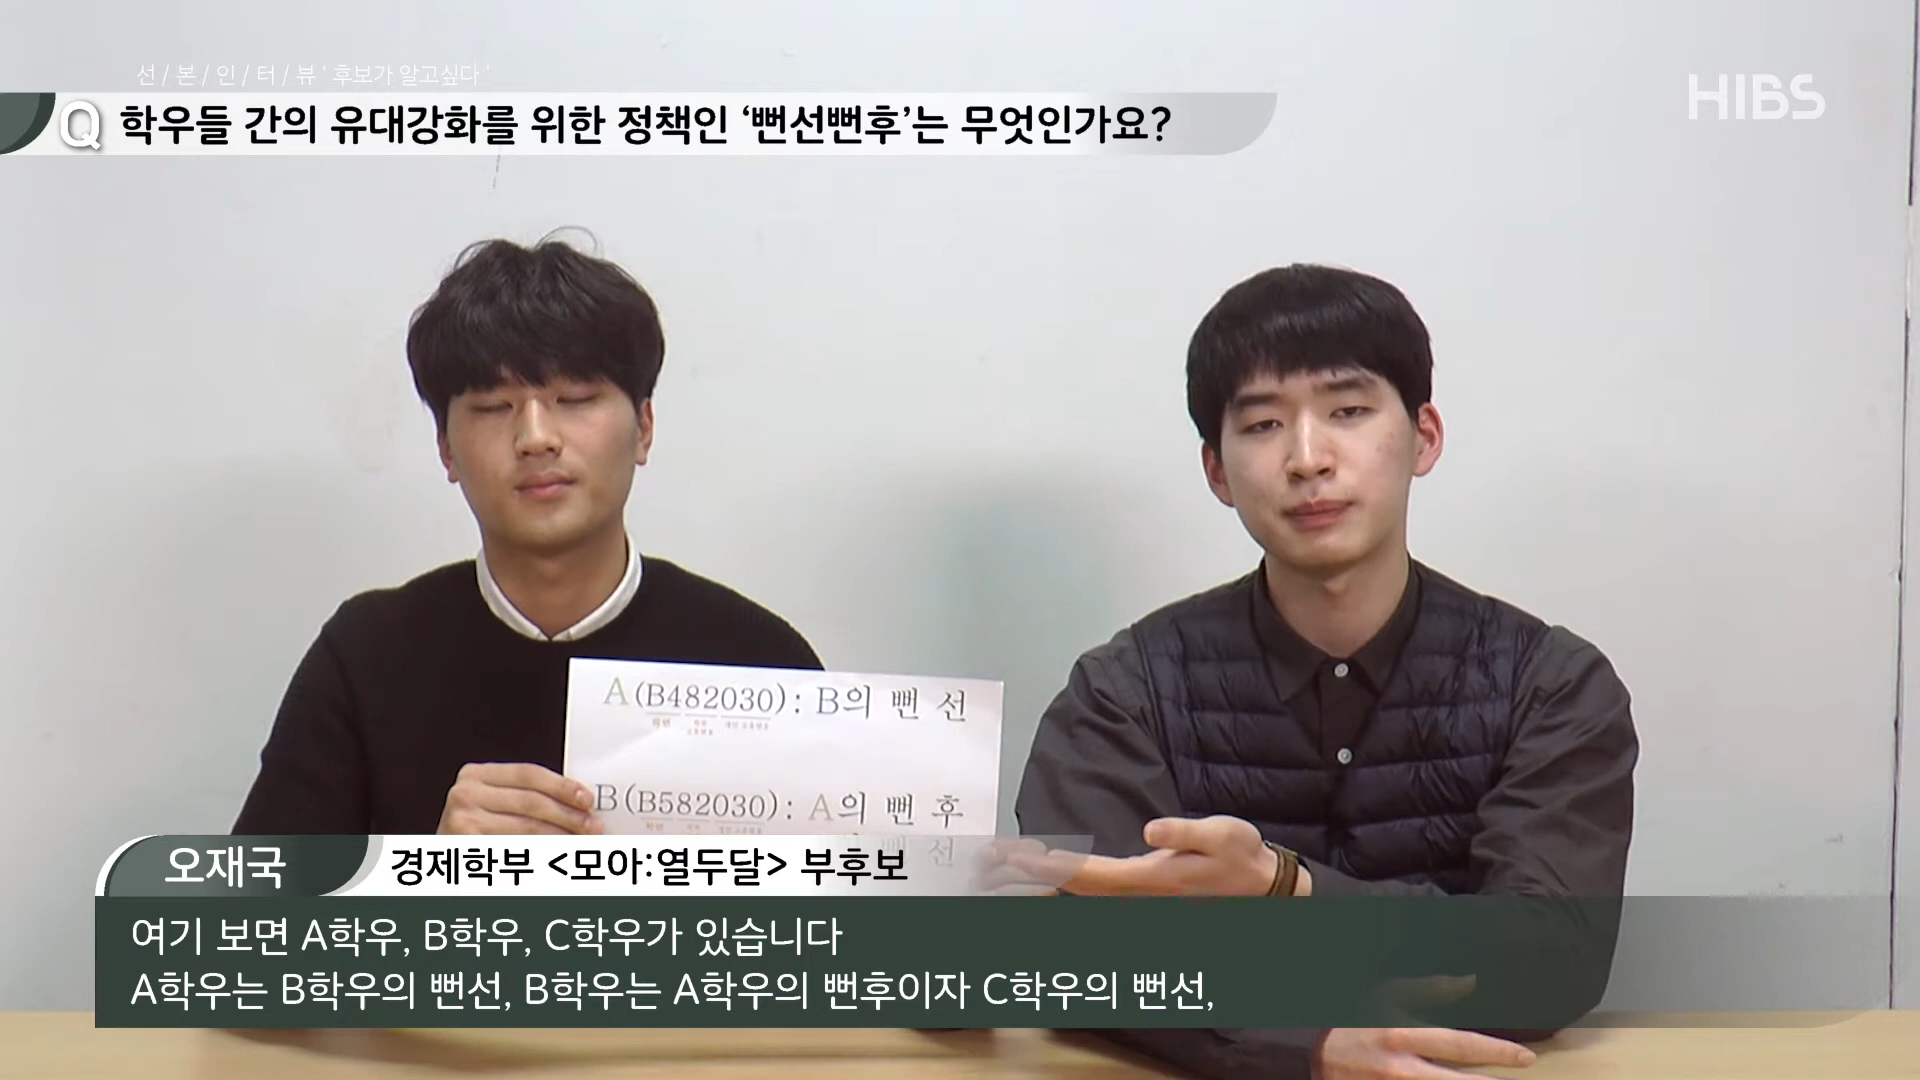 선/본/인/터/뷰 ' 후보가 알고싶다 '
HIBS
Q 학우들 간의 유대강화를 위한 정책인 ‘뻔선뻔후’는 무엇인가요?
A(B482030): B의 뻔 선
B(B582030): A의 뻔 후
뻔 선
오재국 경제학부 <모아:열두달> 부후보
여기 보면 A학우, B학우, C학우가 있습니다
A학우는 B학우의 뻔선, B학우는 A학우의 뻔후이자 C학우의 뻔선,